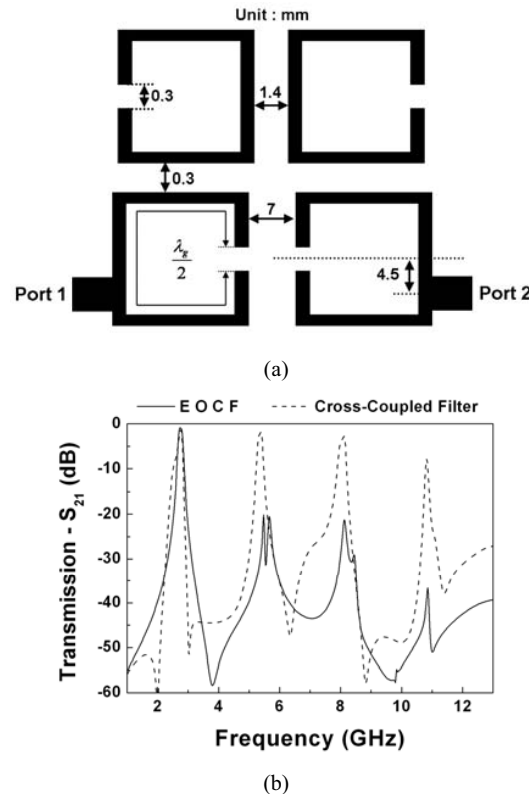 Unit : mm
0.3
1.4
0.3
7
λg
2
4.5
Port 1
Port 2
(a)
E O C F
Cross-Coupled Filter
Transmission - S21 (dB)
0
-10
-20
-30
-40
-50
-60
2
4
6
8
10
12
Frequency (GHz)
(b)